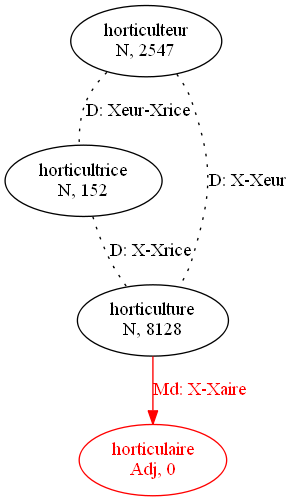 horticulteur
N, 2547
D: Xeur-Xrice
horticultrice
N, 152
D: X-Xeur
D: X-Xrice
horticulture
N, 8128
Md: X-Xaire
horticulaire
Adj, 0